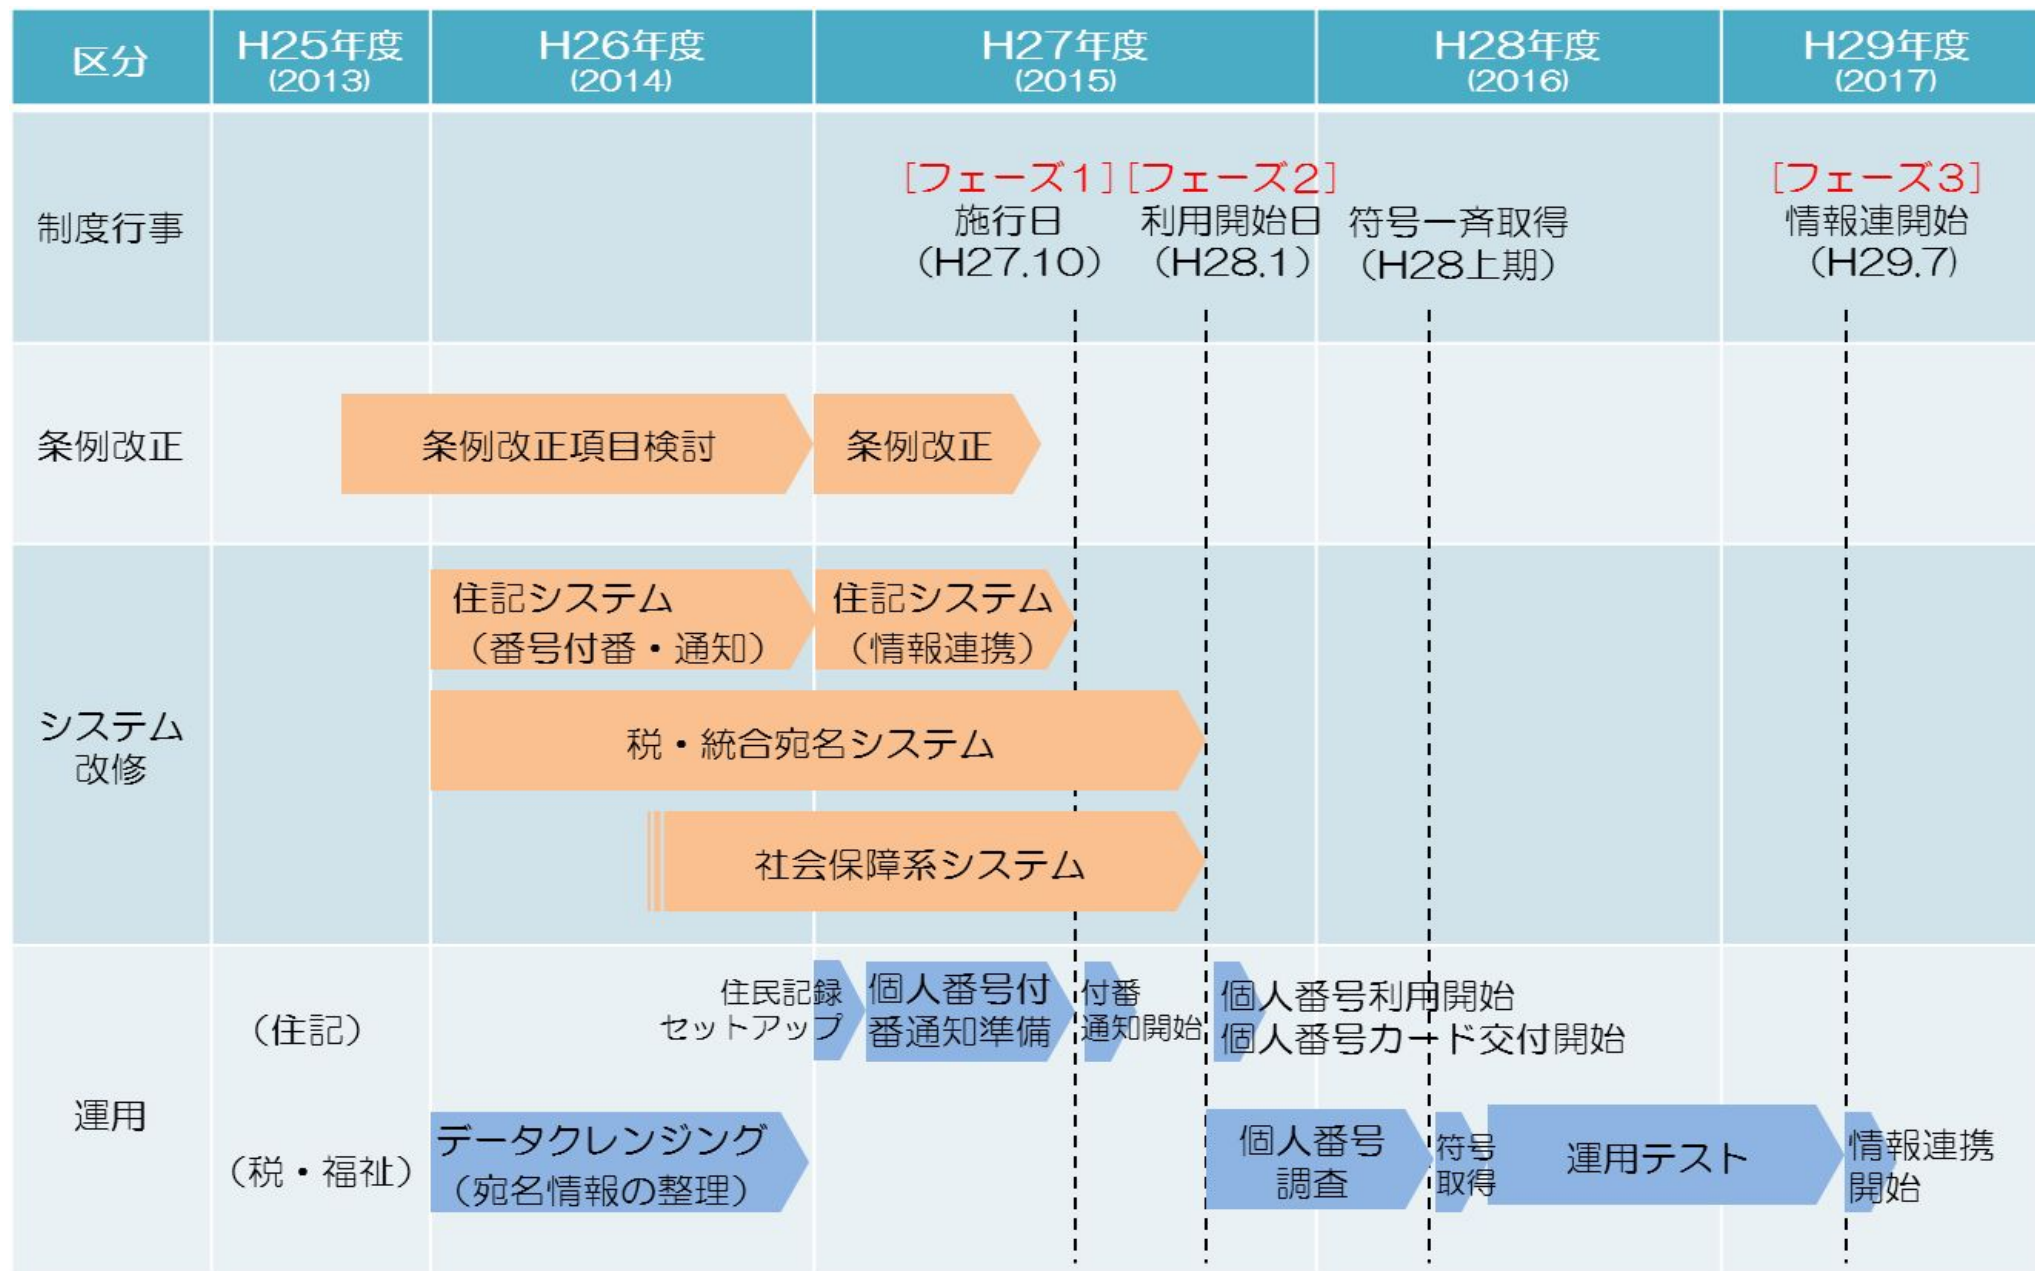 区分
H25年度
(2013)
H26年度
(2014)
H27年度
(2015)
H28年度
(2016)
H29年度
(2017)
制度行事
[フェーズ1]
施行日
(H27.10)
[フェーズ2]
利用開始日
(H28.1)
符号一斉取得
(H28上期)
[フェーズ3]
情報連開始
(H29.7)
条例改正
条例改正項目検討
条例改正
システム
改修
住記システム
(番号付番・通知)
住記システム
(情報連携)
税・統合宛名システム
社会保障系システム
運用
(住記)
住民記録
セットアップ
個人番号付
番通知準備
付番
通知開始
個人番号利用開始
個人番号カード交付開始
(税・福祉)
データクレンジング
(宛名情報の整理)
個人番号
調査
符号
取得
運用テスト
情報連携
開始